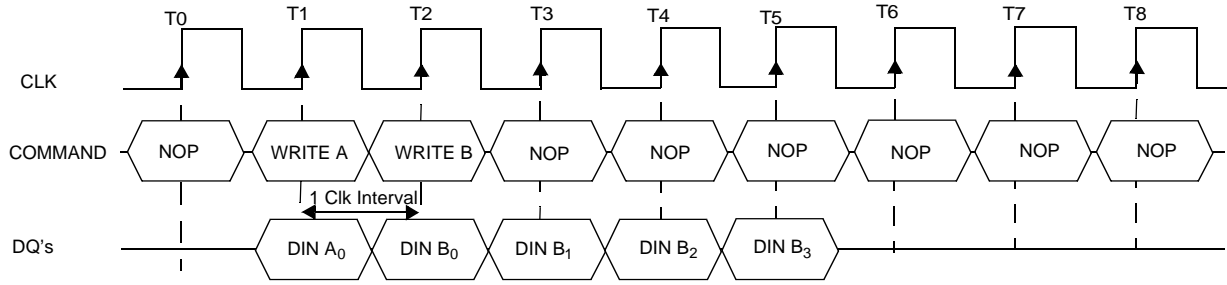 T0 T1 T2 T3 T4 T5 T6 T7 T8
CLK
COMMAND NOP WRITE A WRITE B NOP NOP NOP NOP NOP NOP
1 Clk Interval
DQ's DIN A0 DIN B0 DIN B1 DIN B2 DIN B3